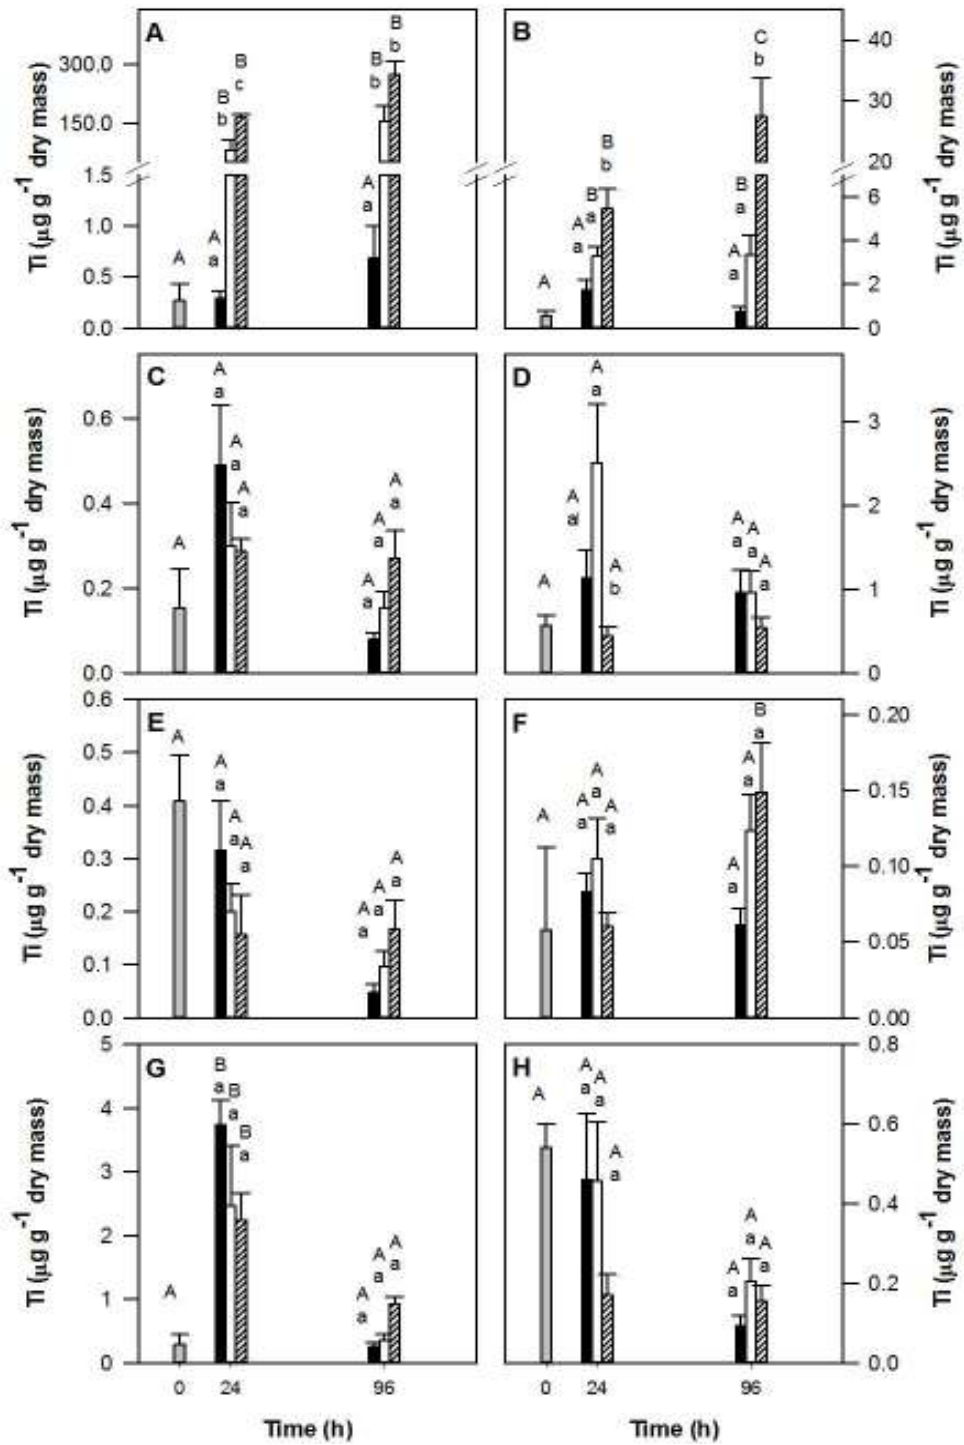 A
B
300.0
150.0
1.5
1.0
0.5
0.0
Ti (µg g-1 dry mass)
A
A
a
B
b
B
c
A
a
B
b
B
b
A
A
a
B
a
B
b
A
a
B
a
C
b
40
30
20
6
4
2
0
Ti (µg g-1 dry mass)
C
D
0.6
0.4
0.2
0.0
Ti (µg g-1 dry mass)
A
A
a
A
a
A
a
A
a
A
a
A
a
A
A
a
A
a
A
b
A
a
A
a
A
a
3
2
1
0
Ti (µg g-1 dry mass)
E
F
0.6
0.5
0.4
0.3
0.2
0.1
0.0
Ti (µg g-1 dry mass)
A
A
a
A
a
A
a
A
a
A
a
A
a
A
A
a
A
a
A
a
A
a
A
a
B
a
0.20
0.15
0.10
0.05
0.00
Ti (µg g-1 dry mass)
G
H
5
4
3
2
1
0
Ti (µg g-1 dry mass)
A
B
a
B
a
B
a
A
a
A
a
A
a
A
A
a
A
a
A
a
A
a
A
a
A
a
0.8
0.6
0.4
0.2
0.0
Ti (µg g-1 dry mass)
0 24 96
0 24 96
Time (h)
Time (h)